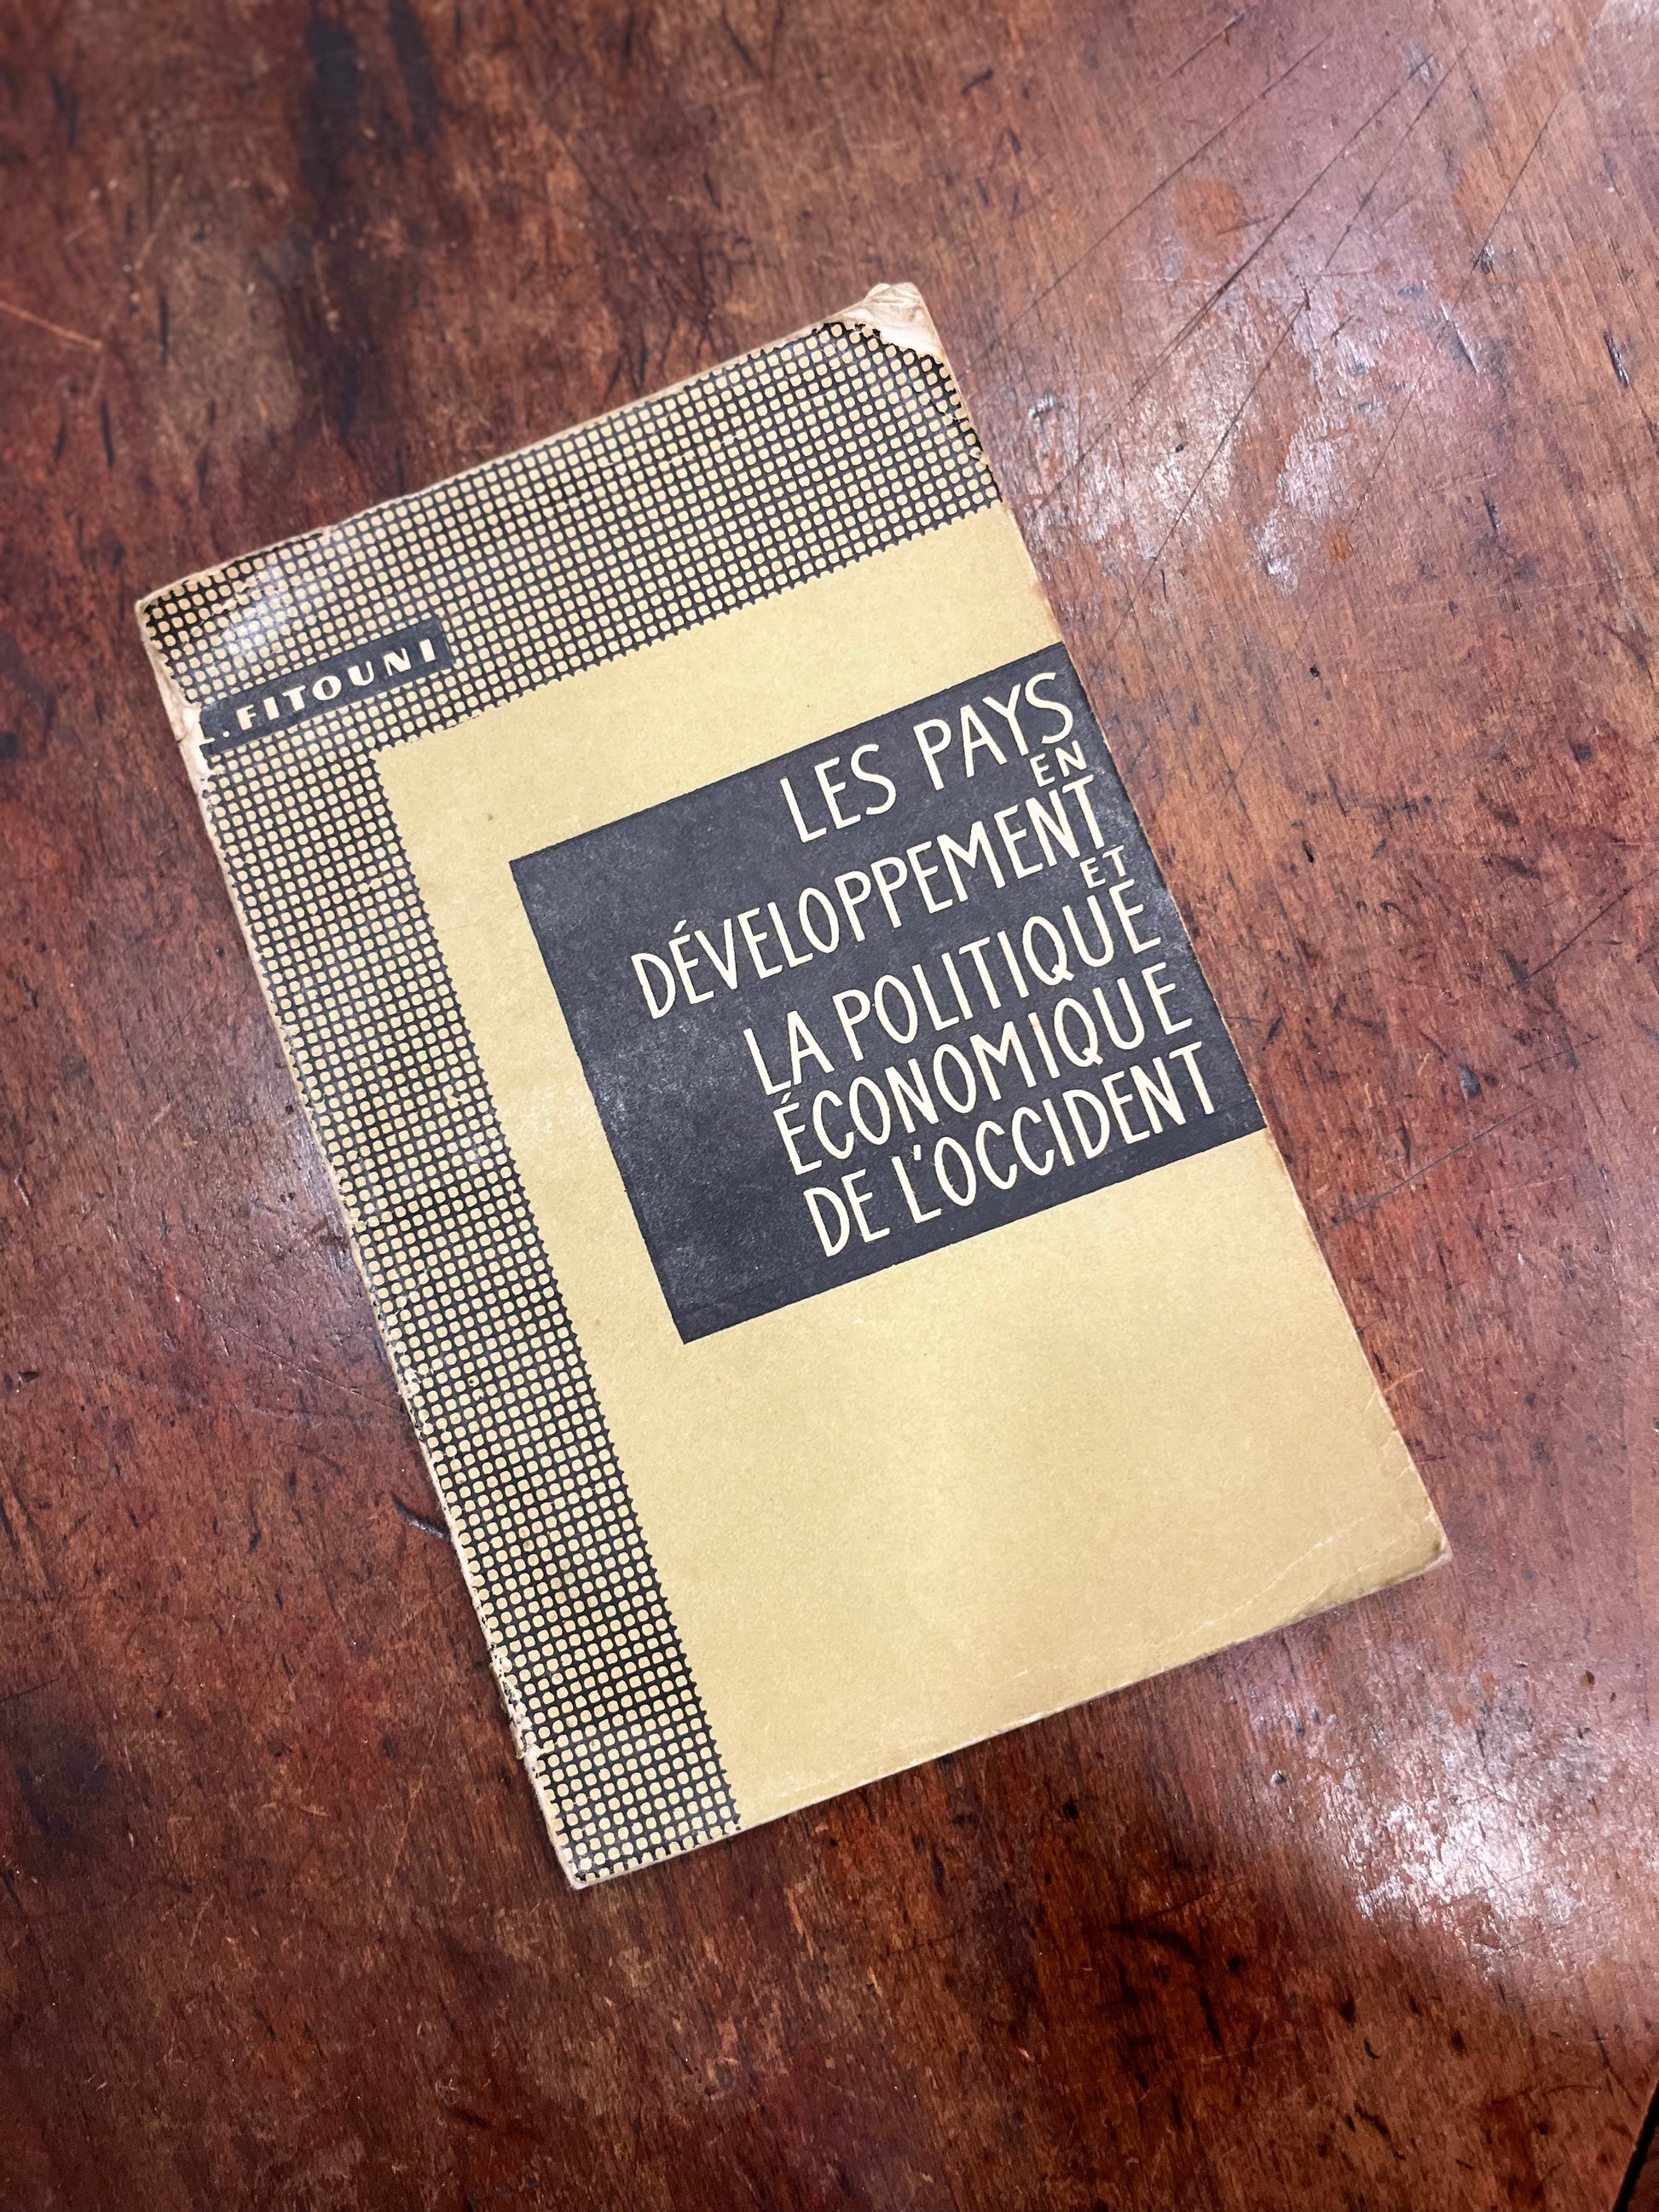 . FITOUNI
LES PAYS
EN
DÉVELOPPEMENT
ET
LA POLITIQUE
ÉCONOMIQUE
DE L'OCCIDENT